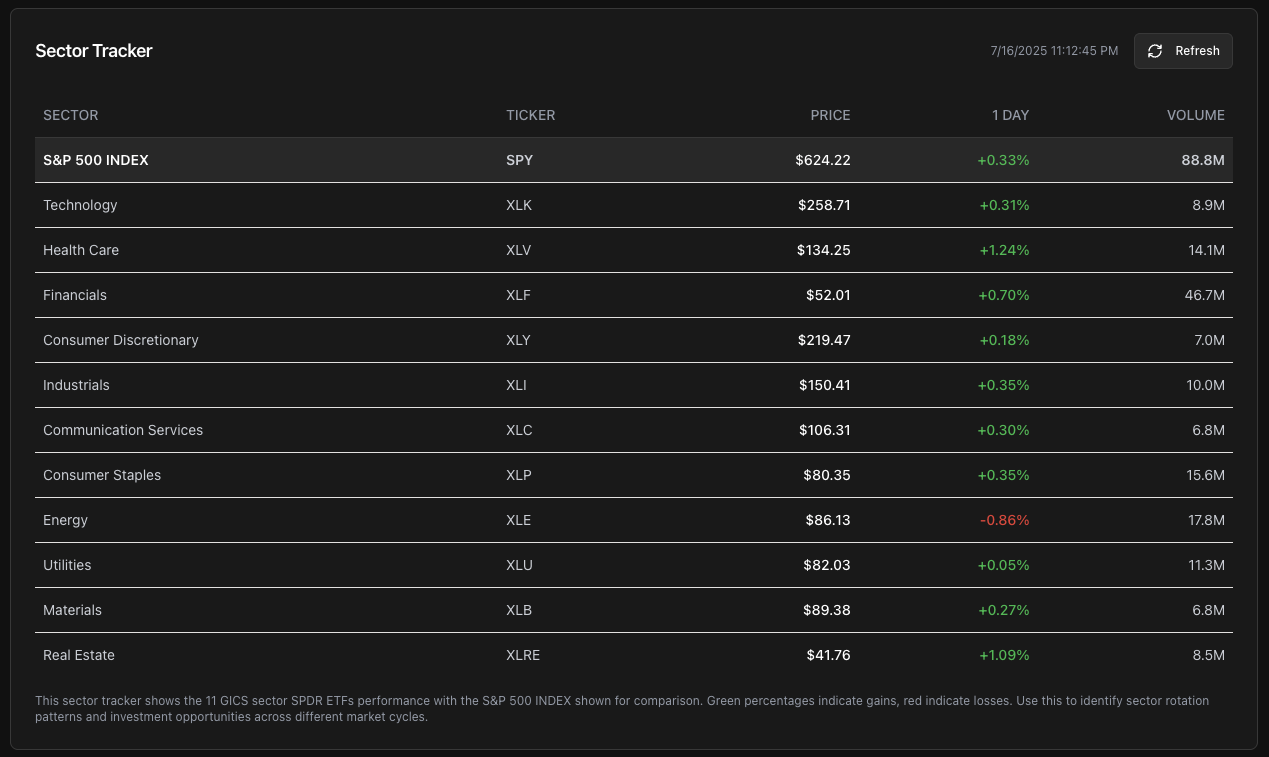 Sector Tracker 7/16/2025 11:12:45 PM Refresh
SECTOR TICKER PRICE 1 DAY VOLUME
S&P 500 INDEX SPY $624.22 +0.33% 88.8M
Technology XLK $258.71 +0.31% 8.9M
Health Care XLV $134.25 +1.24% 14.1M
Financials XLF $52.01 +0.70% 46.7M
Consumer Discretionary XLY $219.47 +0.18% 7.0M
Industrials XLI $150.41 +0.35% 10.0M
Communication Services XLC $106.31 +0.30% 6.8M
Consumer Staples XLP $80.35 +0.35% 15.6M
Energy XLE $86.13 -0.86% 17.8M
Utilities XLU $82.03 +0.05% 11.3M
Materials XLB $89.38 +0.27% 6.8M
Real Estate XLRE $41.76 +1.09% 8.5M
This sector tracker shows the 11 GICS sector SPDR ETFs performance with the S&P 500 INDEX shown for comparison. Green percentages indicate gains, red indicate losses. Use this to identify sector rotation
patterns and investment opportunities across different market cycles.